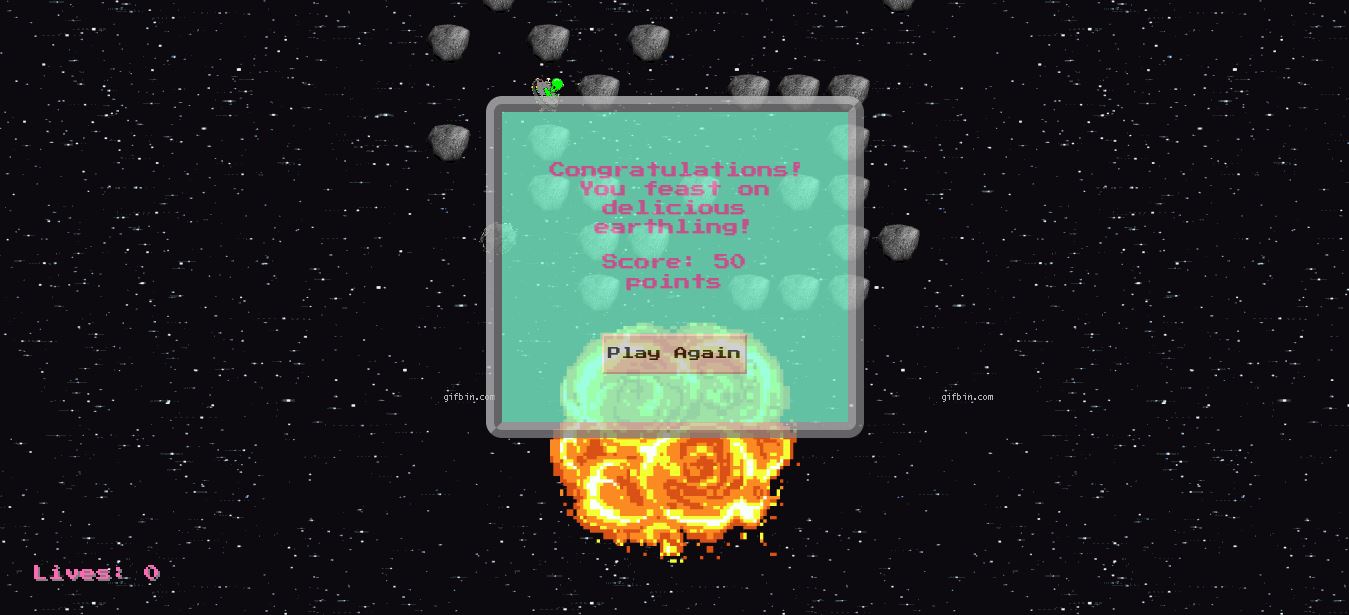 Congratulations!
You feast on
delicious
earthling!
Score: 50
points
Play Again
gifbin.com
gifbin.com
Lives: 0